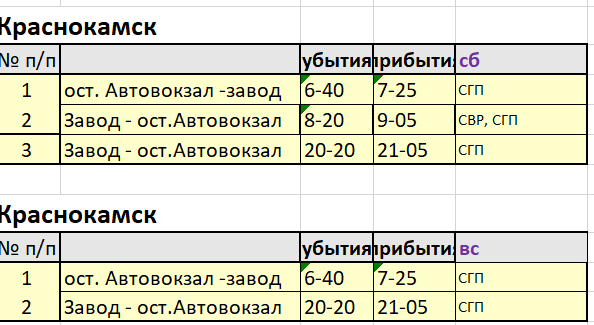 Краснокамск
№ п/п убытия прибыти сб
1 ост. Автовокзал -завод 6-40 7-25 СГП
2 Завод - ост.Автовокзал 8-20 9-05 СВР, СГП
3 Завод - ост.Автовокзал 20-20 21-05 СГП
Краснокамск
№ п/п убытия прибыти вс
1 ост. Автовокзал -завод 6-40 7-25 СГП
2 Завод - ост.Автовокзал 20-20 21-05 СГП